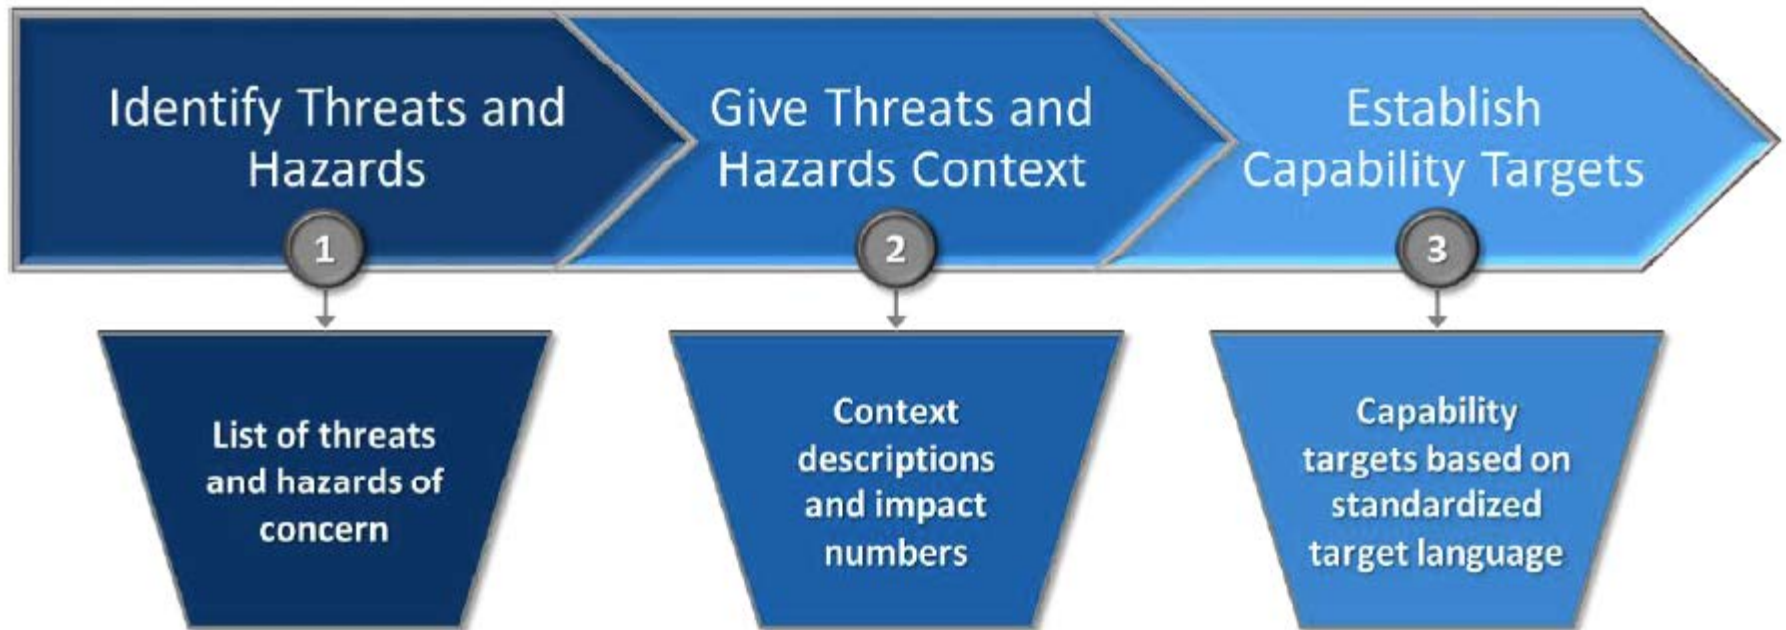 Identify Threats and
Hazards
Give Threats and
Hazards Context
Establish
Capability Targets
1
2
3
List of threats
and hazards of
concern
Context
descriptions
and impact
numbers
Capability
targets based on
standardized
target language